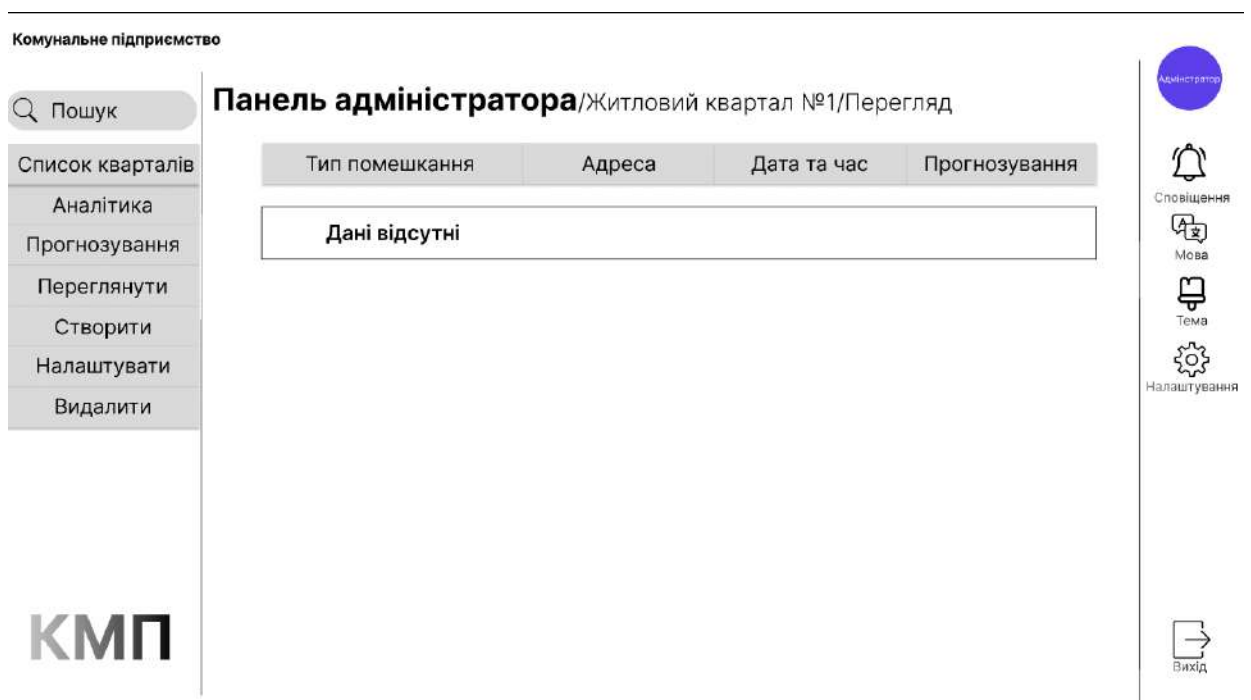 Комунальне підприємство
Адміністратор
Пошук
Панель адміністратора/Житловий квартал №1/Перегляд
Список кварталів
Аналітика
Прогнозування
Переглянути
Створити
Налаштувати
Видалити
Тип помешкання Адреса Дата та час Прогнозування
Дані відсутні
Сповіщення
Мова
Тема
Налаштування
КМП
Вихід